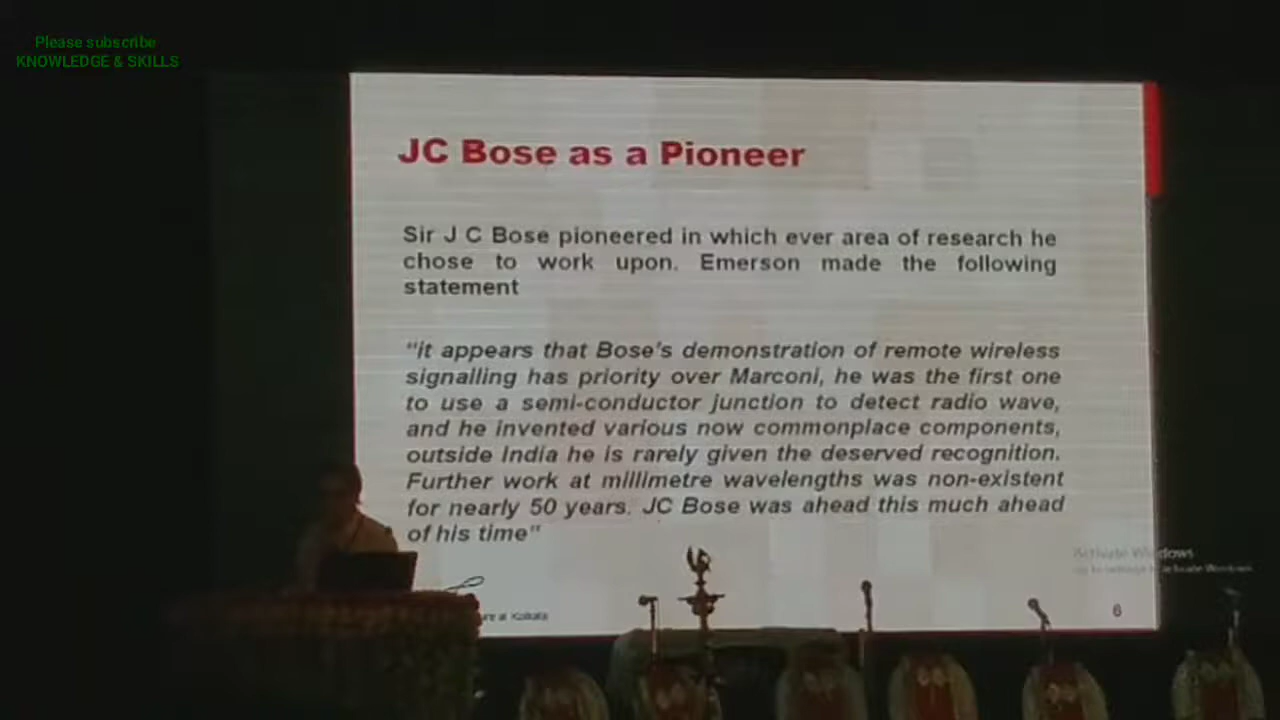 Please subscribe
KNOWLEDGE & SKILLS
JC Bose as a Pioneer
Sir J C Bose pioneered in which ever area of research he
chose to work upon. Emerson made the following
statement
"it appears that Bose's demonstration of remote wireless
signalling has priority over Marconi, he was the first one
to use a semi-conductor junction to detect radio wave,
and he invented various now commonplace components,
outside India he is rarely given the deserved recognition.
Further work at millimetre wavelengths was non-existent
for nearly 50 years. JC Bose was ahead this much ahead
of his time"
Activate Windows
to activate Windows.
at Kolkata
6